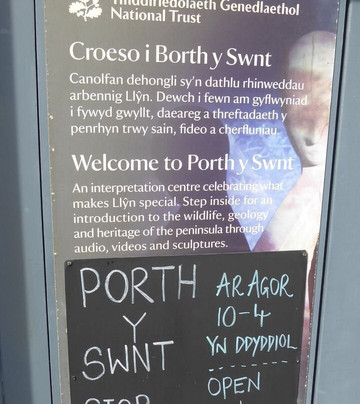 Ymddiriedolaeth Genedlaethol
National Trust
Croeso i Borth y Swnt
Canolfan dehongli sy'n dathlu rhinweddau
arbennig Llŷn. Dewch i fewn am gyflwyniad
i fywyd gwyllt, daeareg a threftadaeth y
penrhyn trwy sain, fideo a cherfluniau.
Welcome to Porth y Swnt
An interpretation centre celebrating what
makes Llŷn special. Step inside for an
introduction to the wildlife, geology
and heritage of the peninsula through
audio, videos and sculptures.
PORTH
Y
SWNT
AR AGOR
10-4
YN DDYDDIOL
OPEN